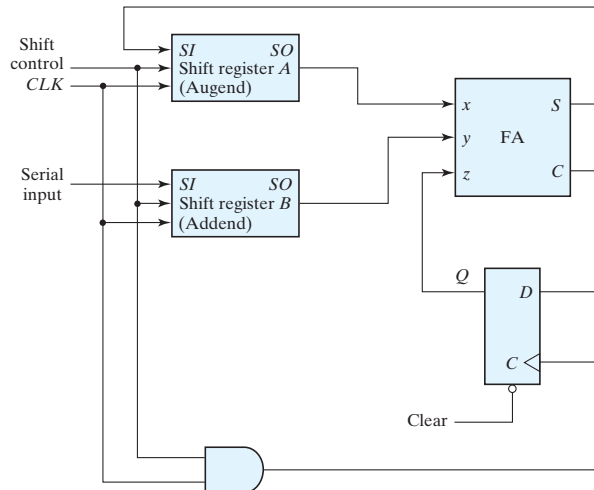 Shift
control
CLK
SI SO
Shift register A
(Augend)
Serial
input
SI SO
Shift register B
(Addend)
x S
y FA
z C
Q
D
C
Clear